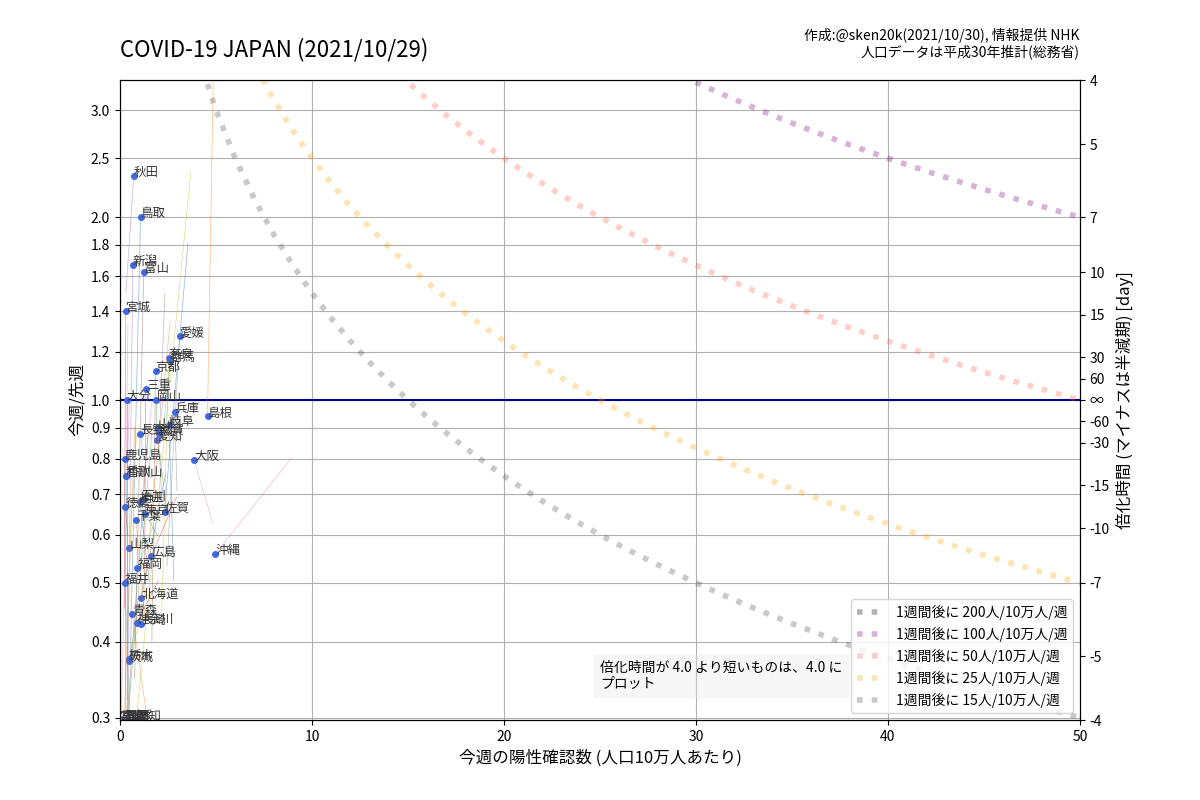 COVID-19 JAPAN (2021/10/29)
作成:@sken20k(2021/10/30), 情報提供 NHK
人口データは平成30年推計(総務省)
今週/先週
3.0
2.5
2.0
1.8
1.6
1.4
1.2
1.0
0.9
0.8
0.7
0.6
0.5
0.4
0.3
秋田
鳥取
新潟
富山
宮城
愛媛
奈良
群馬
京都
三重
大分
岡山
兵庫
島根
岐阜
長野
愛知
大阪
鹿児島
和歌山
石川
徳島
東京
佐賀
千葉
沖縄
山梨
広島
福岡
福井
北海道
青森
長崎
栃木
茨城
4
5
7
10
15
30
60
∞
-60
-30
-15
-10
-7
-5
-4
倍化時間 (マイナスは半減期) [day]
倍化時間が 4.0 より短いものは、4.0 に
プロット
1週間後に 200人/10万人/週
1週間後に 100人/10万人/週
1週間後に 50人/10万人/週
1週間後に 25人/10万人/週
1週間後に 15人/10万人/週
0
10
20
30
40
50
今週の陽性確認数 (人口10万人あたり)